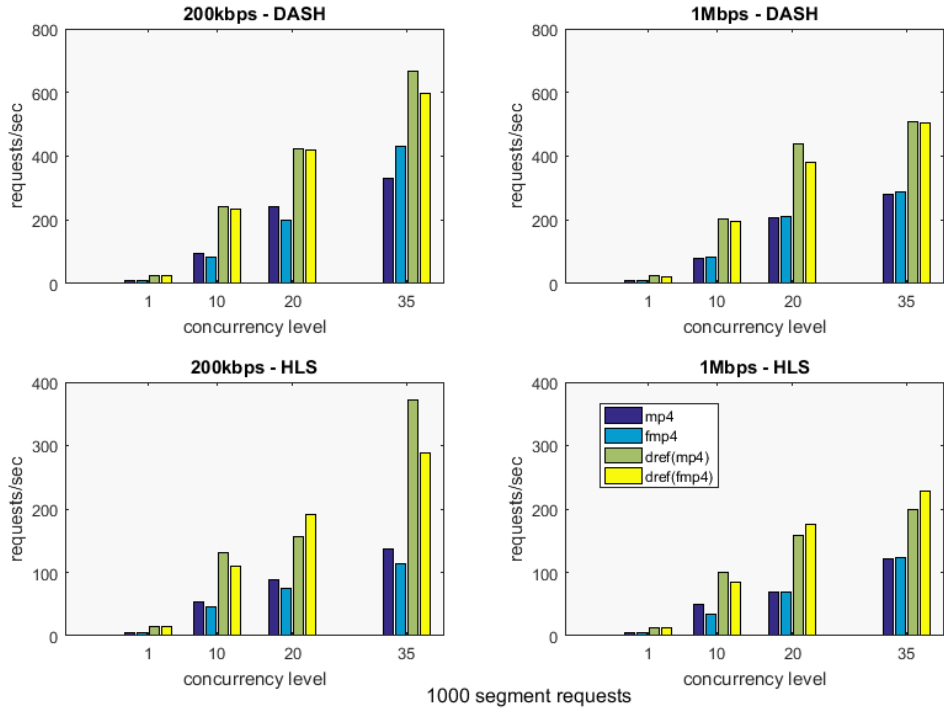 200kbps - DASH
800
600
400
200
0
requests/sec
1 10 20 35
concurrency level
1Mbps - DASH
800
600
400
200
0
requests/sec
1 10 20 35
concurrency level
200kbps - HLS
400
300
200
100
0
requests/sec
1 10 20 35
concurrency level
1Mbps - HLS
400
300
200
100
0
requests/sec
mp4
fmp4
dref(mp4)
dref(fmp4)
1 10 20 35
concurrency level
1000 segment requests